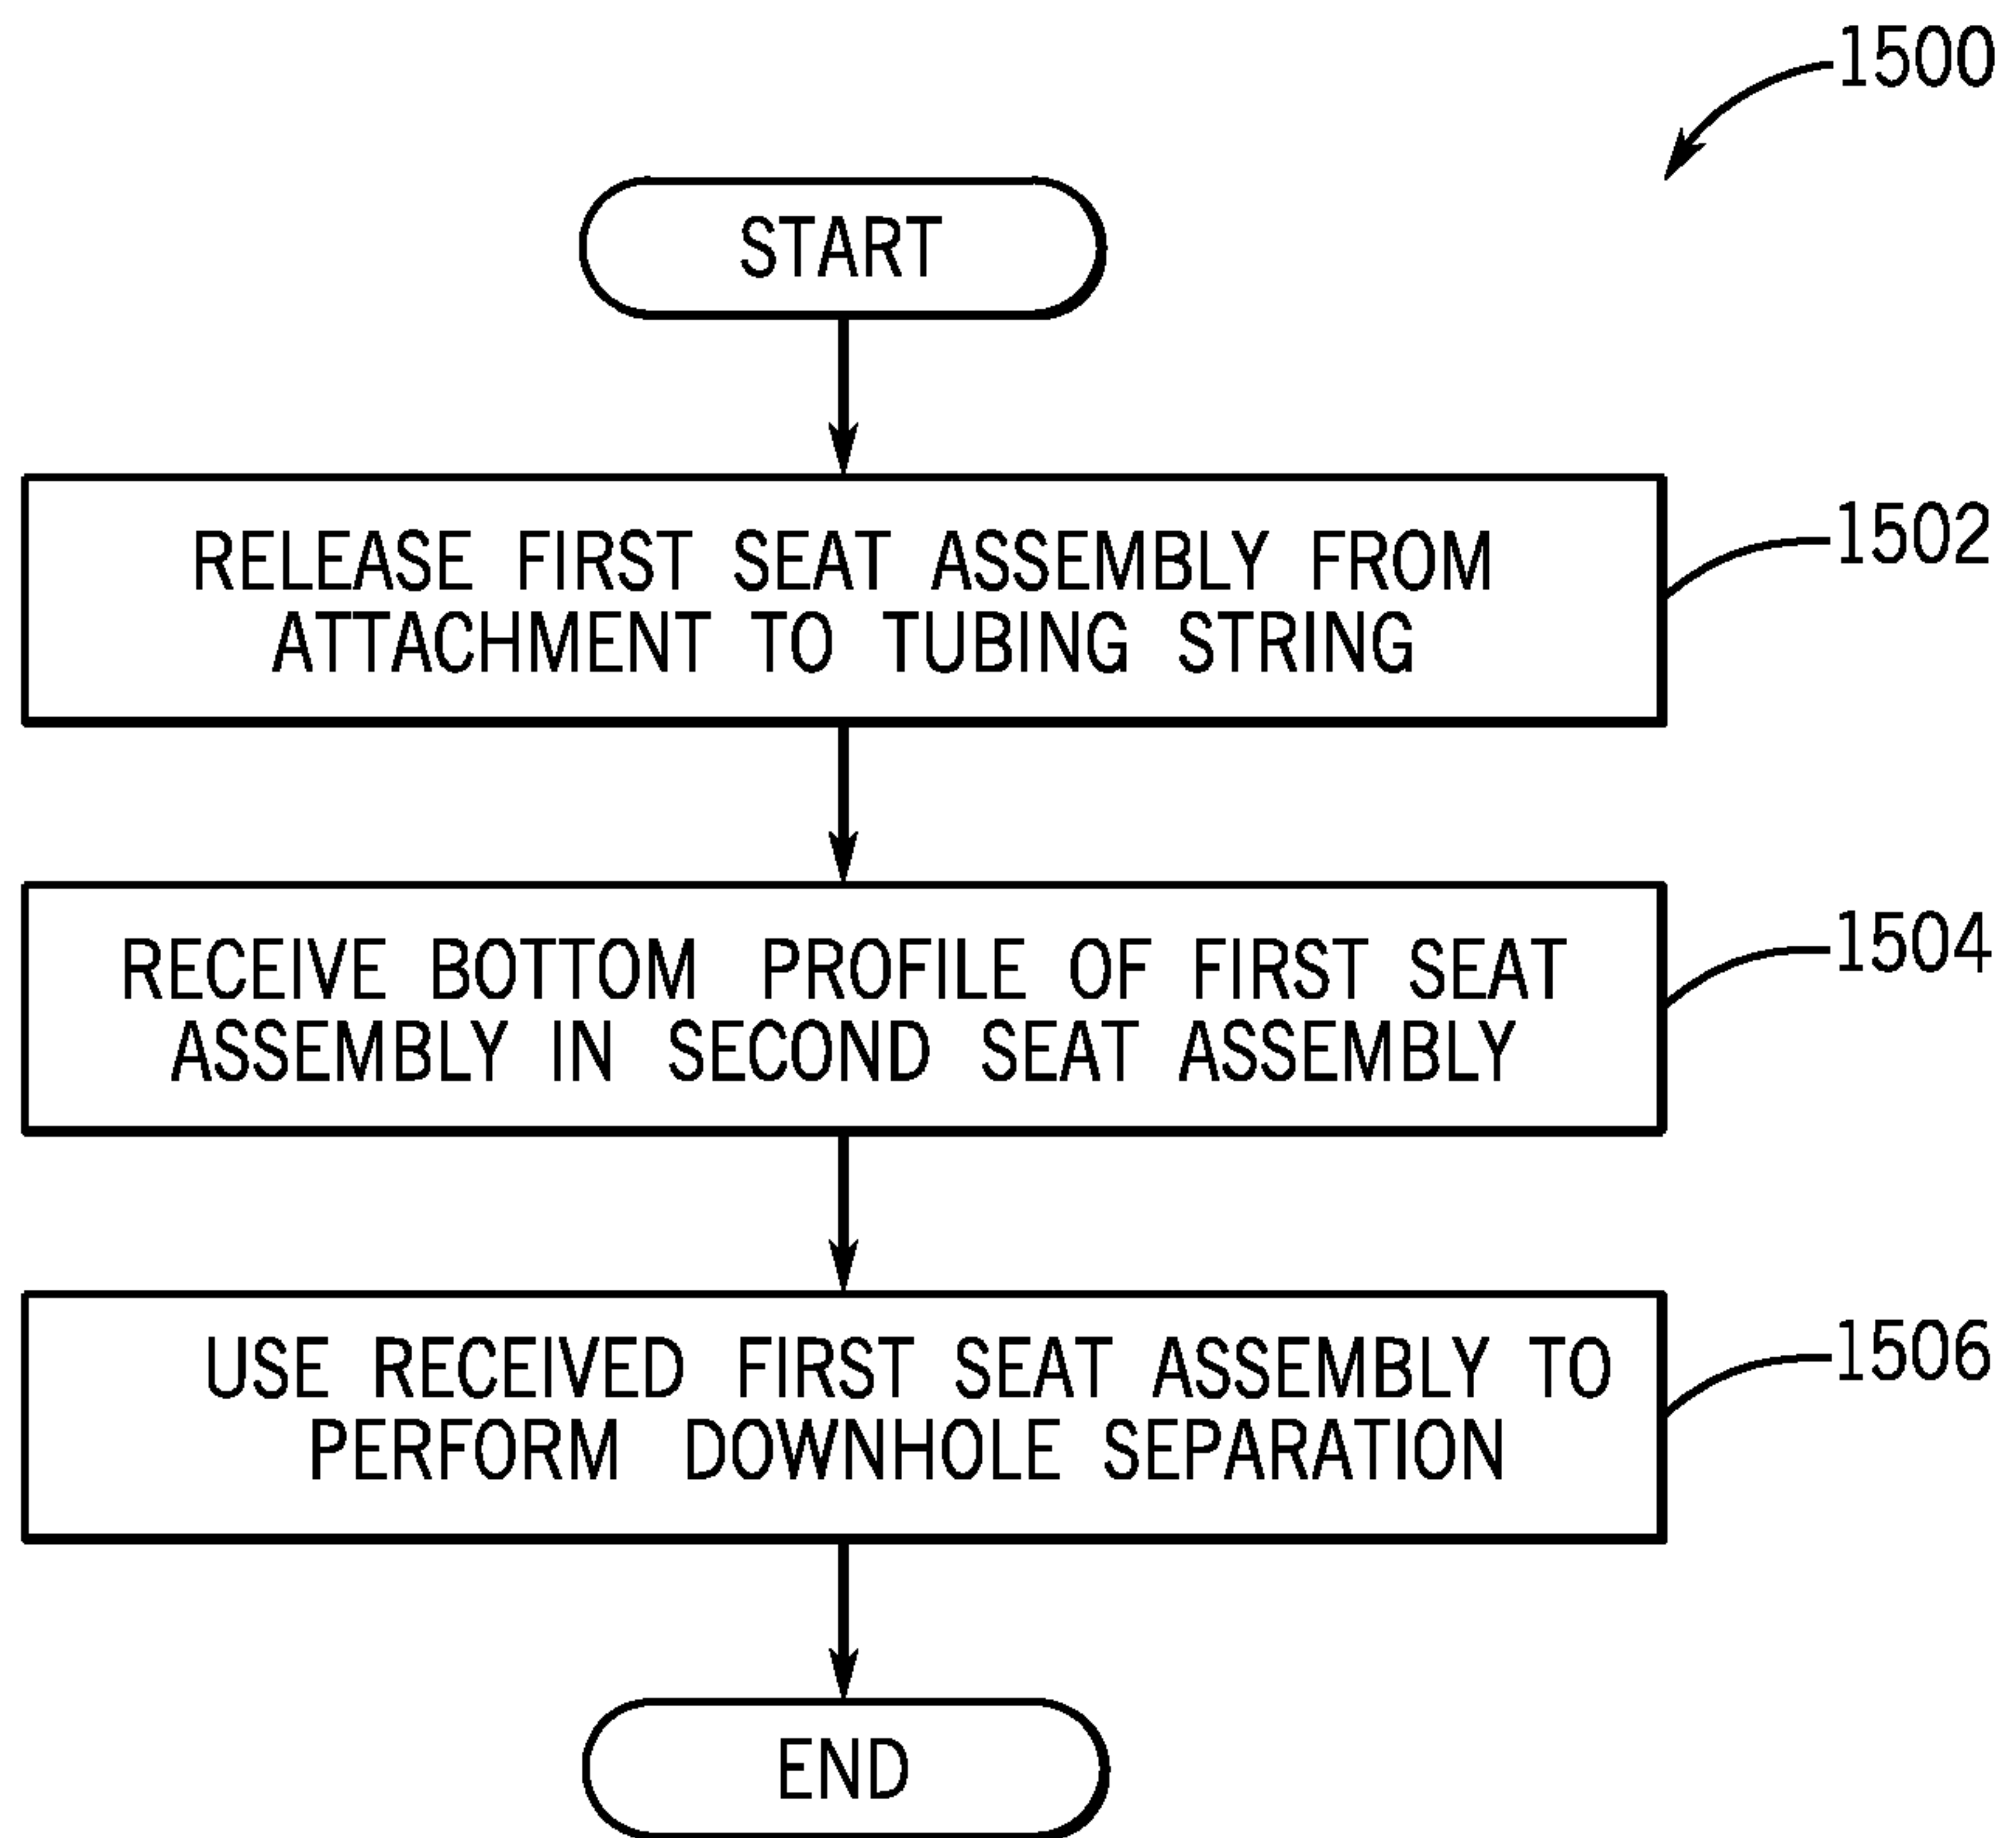 1500
START
RELEASE FIRST SEAT ASSEMBLY FROM
ATTACHMENT TO TUBING STRING
1502
RECEIVE BOTTOM PROFILE OF FIRST SEAT
ASSEMBLY IN SECOND SEAT ASSEMBLY
1504
USE RECEIVED FIRST SEAT ASSEMBLY TO
PERFORM DOWNHOLE SEPARATION
1506
END